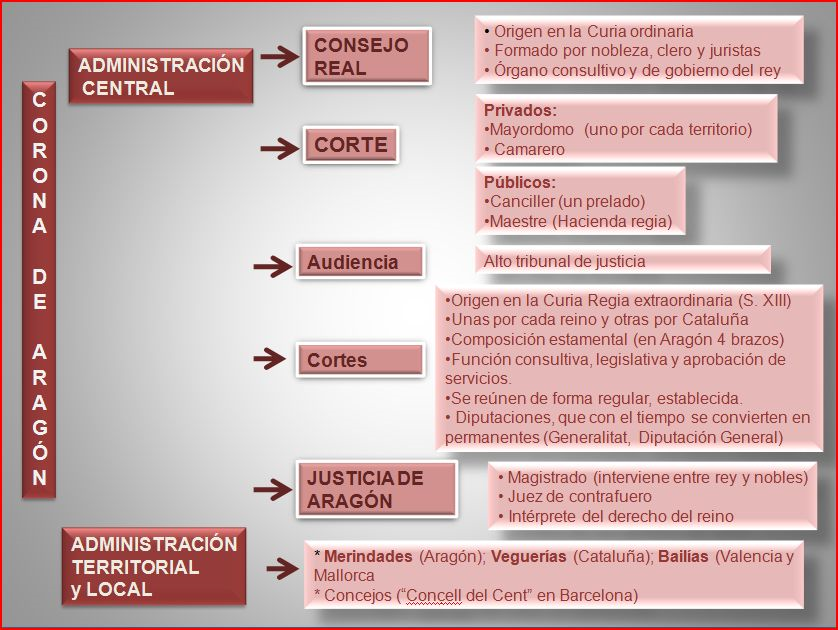 CORONA DE ARAGÓN
ADMINISTRACIÓN
CENTRAL
CONSEJO
REAL
• Origen en la Curia ordinaria
• Formado por nobleza, clero y juristas
• Órgano consultivo y de gobierno del rey
CORTE
Privados:
•Mayordomo (uno por cada territorio)
• Camarero
Públicos:
•Canciller (un prelado)
•Maestre (Hacienda regia)
Audiencia
Alto tribunal de justicia
Cortes
•Origen en la Curia Regia extraordinaria (S. XIII)
•Unas por cada reino y otras por Cataluña
•Composición estamental (en Aragón 4 brazos)
•Función consultiva, legislativa y aprobación de
servicios.
•Se reúnen de forma regular, establecida.
• Diputaciones, que con el tiempo se convierten en
permanentes (Generalitat, Diputación General)
JUSTICIA DE
ARAGÓN
• Magistrado (interviene entre rey y nobles)
• Juez de contrafuero
• Intérprete del derecho del reino
ADMINISTRACIÓN
TERRITORIAL
y LOCAL
* Merindades (Aragón); Veguerías (Cataluña); Bailías (Valencia y
Mallorca
* Concejos (“Concell del Cent” en Barcelona)